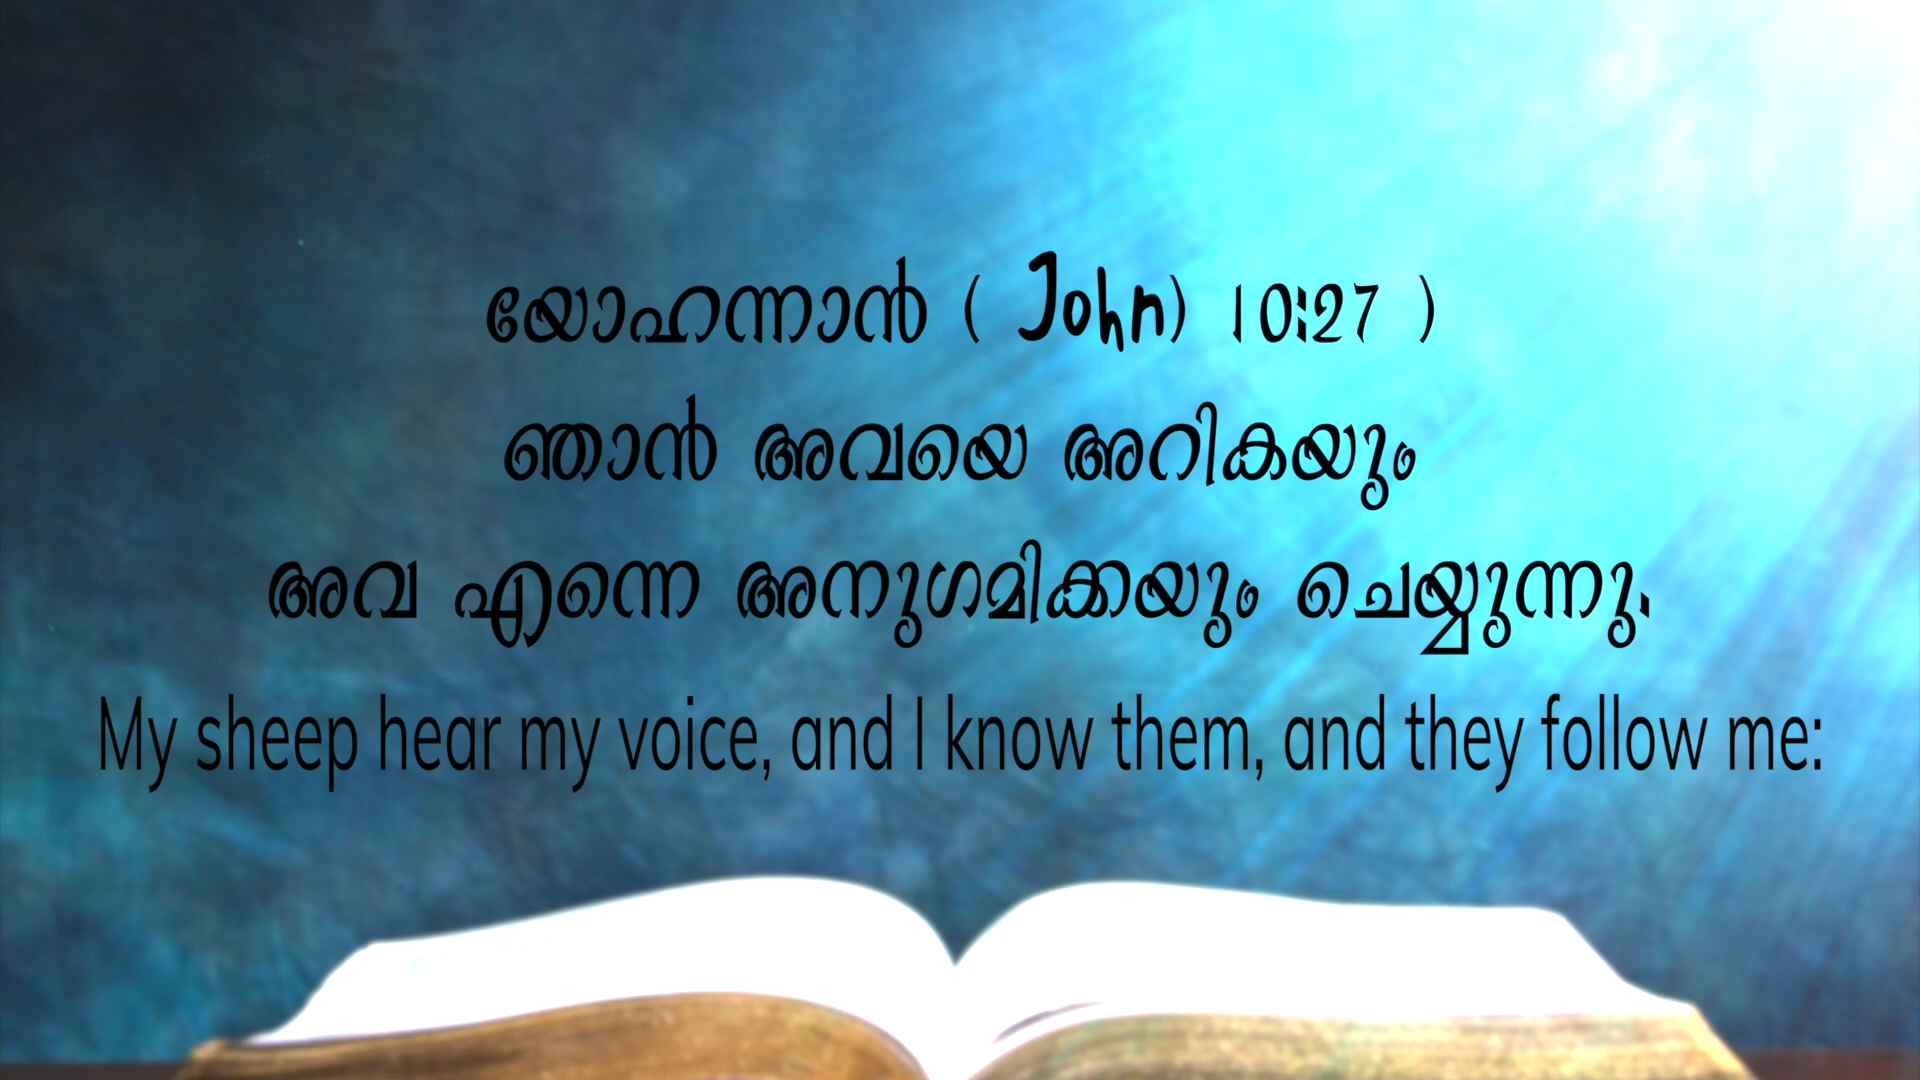 യോഹന്നാൻ ( John) 10:27 )
ഞാൻ അവയെ അറികയും
അവ എന്നെ അനുഗമിക്കയും ചെയ്യുന്നു.
My sheep hear my voice, and I know them, and they follow me: